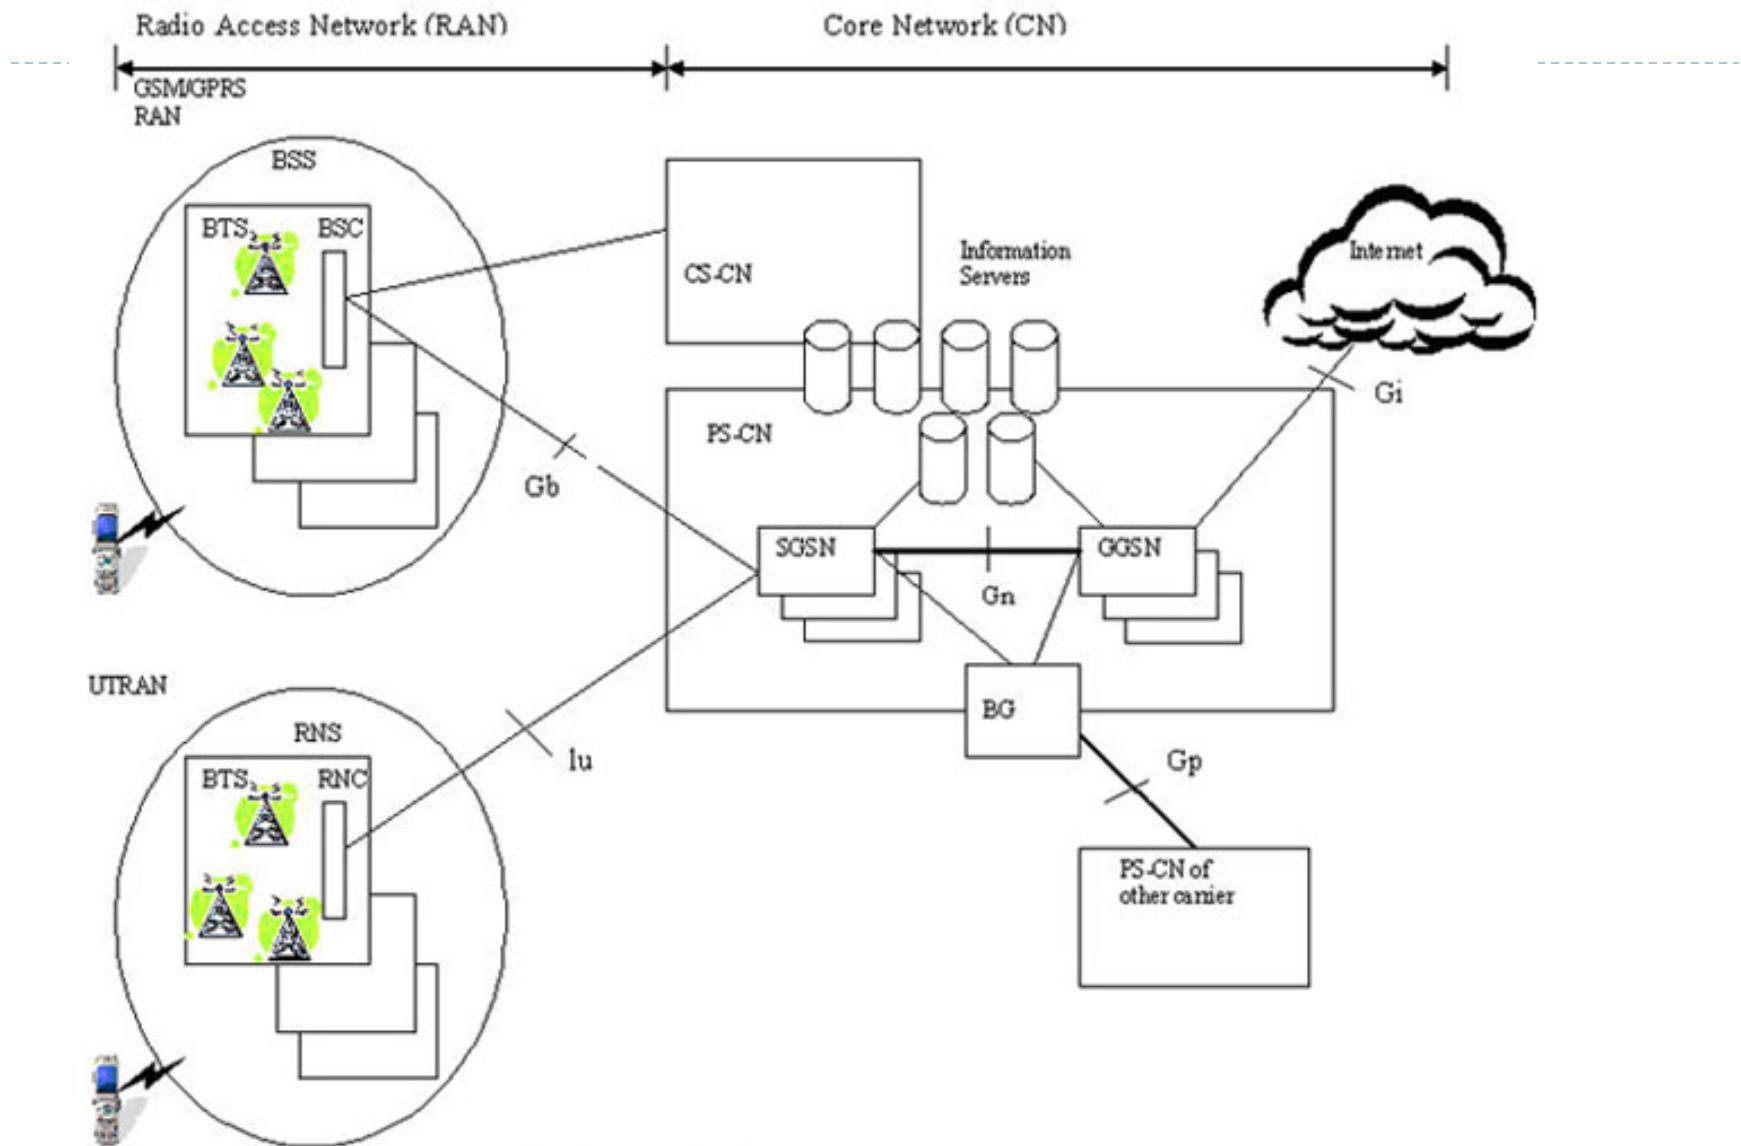 Radio Access Network (RAN)
Core Network (CN)
GSM/GPRS
RAN
BSS
BTS
BSC
CS-CN
Information
Servers
Internet
Gi
PS-CN
Gb
SGSN
GGSN
Gn
UTRAN
BG
RNS
Iu
Gp
BTS
RNC
PS-CN of
other carrier